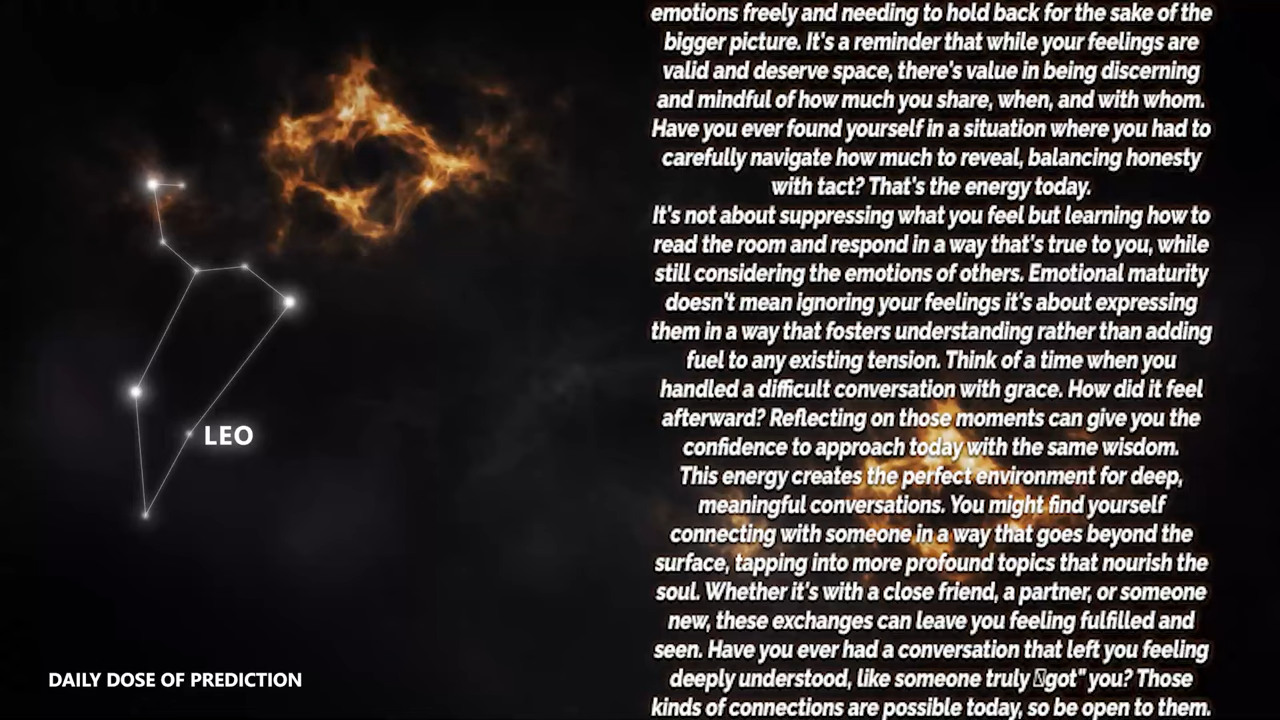 emotions freely and needing to hold back for the sake of the
bigger picture. It's a reminder that while your feelings are
valid and deserve space, there's value in being discerning
and mindful of how much you share, when, and with whom.
Have you ever found yourself in a situation where you had to
carefully navigate how much to reveal, balancing honesty
with tact? That's the energy today.
It's not about suppressing what you feel but learning how to
read the room and respond in a way that's true to you, while
still considering the emotions of others. Emotional maturity
doesn't mean ignoring your feelings it's about expressing
them in a way that fosters understanding rather than adding
fuel to any existing tension. Think of a time when you
handled a difficult conversation with grace. How did it feel
afterward? Reflecting on those moments can give you the
confidence to approach today with the same wisdom.
This energy creates the perfect environment for deep,
meaningful conversations. You might find yourself
connecting with someone in a way that goes beyond the
surface, tapping into more profound topics that nourish the
soul. Whether it's with a close friend, a partner, or someone
new, these exchanges can leave you feeling fulfilled and
seen. Have you ever had a conversation that left you feeling
deeply understood, like someone truly got" you? Those
kinds of connections are possible today, so be open to them.
LEO
DAILY DOSE OF PREDICTION